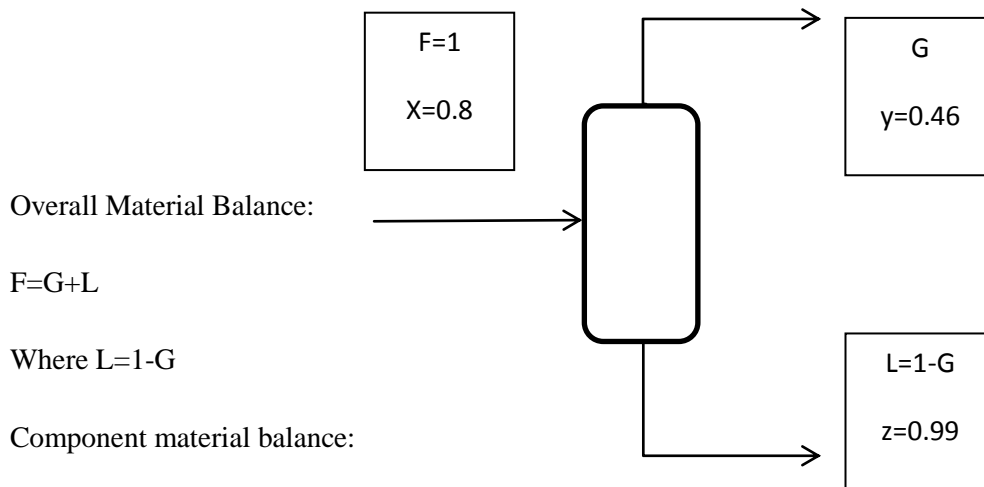 F=1
X=0.8
G
y=0.46
Overall Material Balance:
F=G+L
Where L=1-G
Component material balance:
L=1-G
z=0.99